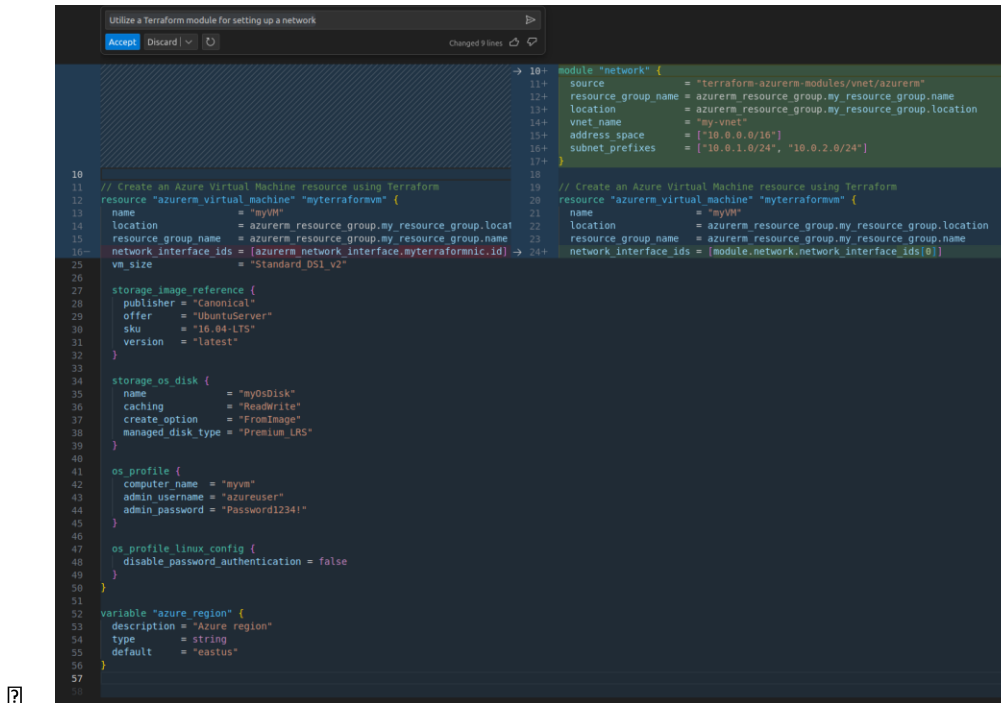 Utilize a Terraform module for setting up a network
Accept Discard
Changed 9 lines
10
11 // Create an Azure Virtual Machine resource using Terraform
12 resource "azurerm_virtual_machine" "myterraformvm" {
13 name = "myVM"
14 location = azurerm_resource_group.my_resource_group.locat
15 resource_group_name = azurerm_resource_group.my_resource_group.name
16− network_interface_ids = [azurerm_network_interface.myterraformnic.id]
25 vm_size = "Standard_DS1_v2"
26
27 storage_image_reference {
28 publisher = "Canonical"
29 offer = "UbuntuServer"
30 sku = "16.04-LTS"
31 version = "latest"
32 }
33
34 storage_os_disk {
35 name = "myOsDisk"
36 caching = "ReadWrite"
37 create_option = "FromImage"
38 managed_disk_type = "Premium_LRS"
39 }
40
41 os_profile {
42 computer_name = "myvm"
43 admin_username = "azureuser"
44 admin_password = "Password1234!"
45 }
46
47 os_profile_linux_config {
48 disable_password_authentication = false
49 }
50 }
51
52 variable "azure_region" {
53 description = "Azure region"
54 type = string
55 default = "eastus"
56 }
57
58
→ 10+ module "network" {
11+ source = "terraform-azurerm-modules/vnet/azurerm"
12+ resource_group_name = azurerm_resource_group.my_resource_group.name
13+ location = azurerm_resource_group.my_resource_group.location
14+ vnet_name = "my-vnet"
15+ address_space = ["10.0.0.0/16"]
16+ subnet_prefixes = ["10.0.1.0/24", "10.0.2.0/24"]
17+ }
18
19 // Create an Azure Virtual Machine resource using Terraform
20 resource "azurerm_virtual_machine" "myterraformvm" {
21 name = "myVM"
22 location = azurerm_resource_group.my_resource_group.location
23 resource_group_name = azurerm_resource_group.my_resource_group.name
→ 24+ network_interface_ids = [module.network.network_interface_ids[0]]